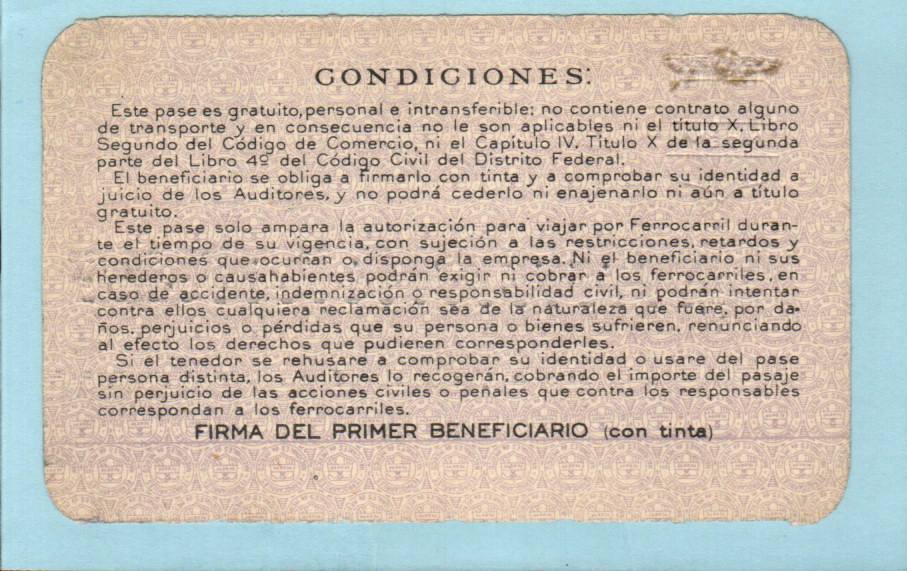 CONDICIONES:
Este pase es gratuito, personal e intransferible; no contiene contrato alguno
de transporte y en consecuencia no le son aplicables ni el título X, Libro
Segundo del Código de Comercio, ni el Capítulo IV. Título X de la segunda
parte del Libro 4º del Código Civil del Distrito Federal.
El beneficiario se obliga a firmarlo con tinta y a comprobar su identidad a
juicio de los Auditores, y no podrá cederlo ni enajenarlo ni aún a título
gratuito.
Este pase solo ampara la autorización para viajar por Ferrocarril duran-
te el tiempo de su vigencia, con sujeción a las restricciones, retardos y
condiciones que ocurran o disponga la empresa. Ni el beneficiario ni sus
herederos o causahabientes podrán exigir ni cobrar a los ferrocarriles, en
caso de accidente, indemnización o responsabilidad civil, ni podrán intentar
contra ellos cualquiera reclamación sea de la naturaleza que fuere, por da-
ños, perjuicios o pérdidas que su persona o bienes sufrieren, renunciando
al efecto los derechos que pudieren corresponderles.
Si el tenedor se rehusare a comprobar su identidad o usare del pase
persona distinta, los Auditores lo recogerán, cobrando el importe del pasaje
sin perjuicio de las acciones civiles o penales que contra los responsables
correspondan a los ferrocarriles.
FIRMA DEL PRIMER BENEFICIARIO (con tinta)